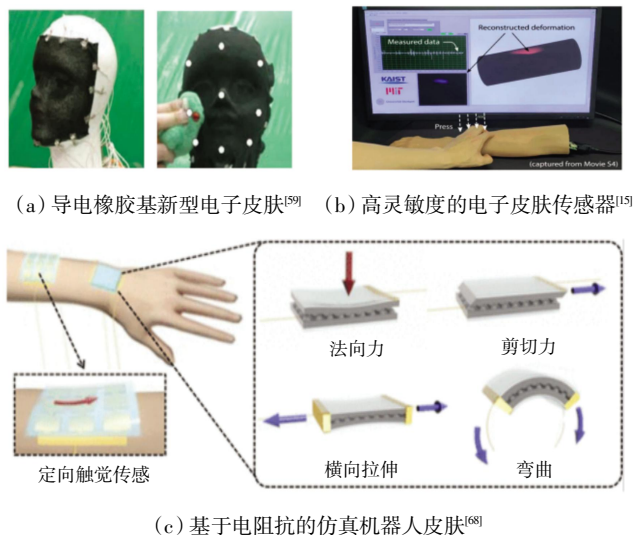 Measured data
Reconstructed deformation
KAIST
MIT
Press
(captured from Movie S4)
(a)导电橡胶基新型电子皮肤[59]
(b)高灵敏度的电子皮肤传感器[15]
法向力
剪切力
定向触觉传感
横向拉伸
弯曲
(c)基于电阻抗的仿真机器人皮肤[68]